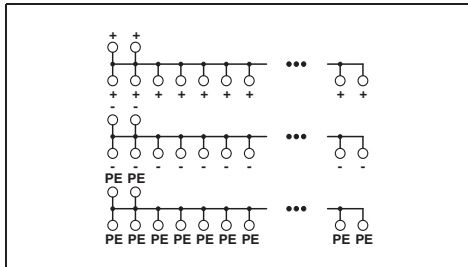 + +
+ + + + + + + + +
- -
- - - - - - - - -
PE PE
PE PE PE PE PE PE PE PE PE